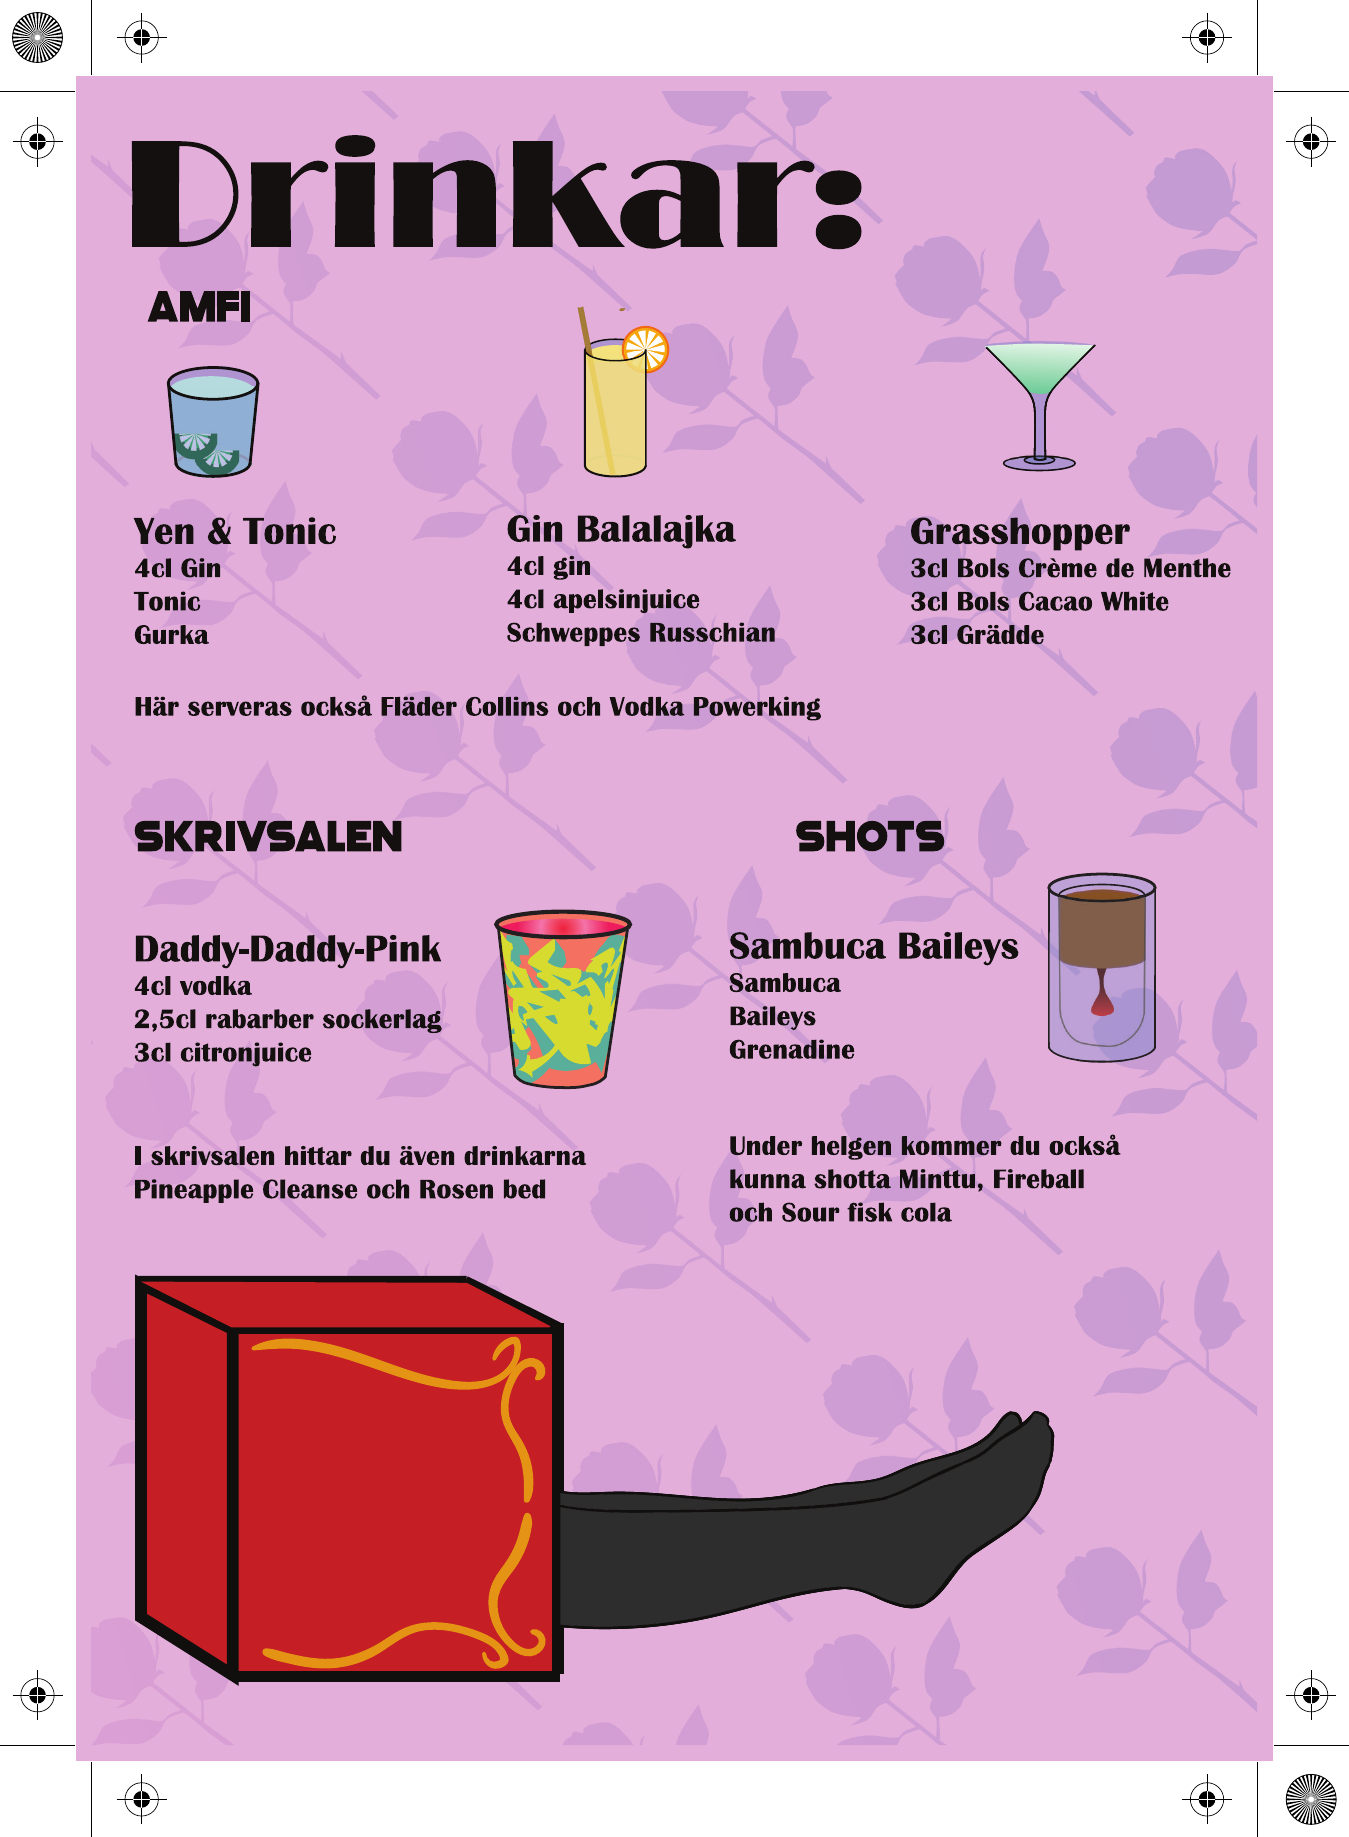 Drinkar:
AMFI
Yen & Tonic
4cl Gin
Tonic
Gurka
Gin Balalajka
4cl gin
4cl apelsinjuice
Schweppes Russchian
Grasshopper
3cl Bols Crème de Menthe
3cl Bols Cacao White
3cl Grädde
Här serveras också Fläder Collins och Vodka Powerking
SKRIVSALEN
Daddy-Daddy-Pink
4cl vodka
2,5cl rabarber sockerlag
3cl citronjuice
I skrivsalen hittar du även drinkarna
Pineapple Cleanse och Rosen bed
SHOTS
Sambuca Baileys
Sambuca
Baileys
Grenadine
Under helgen kommer du också
kunna shotta Minttu, Fireball
och Sour fisk cola